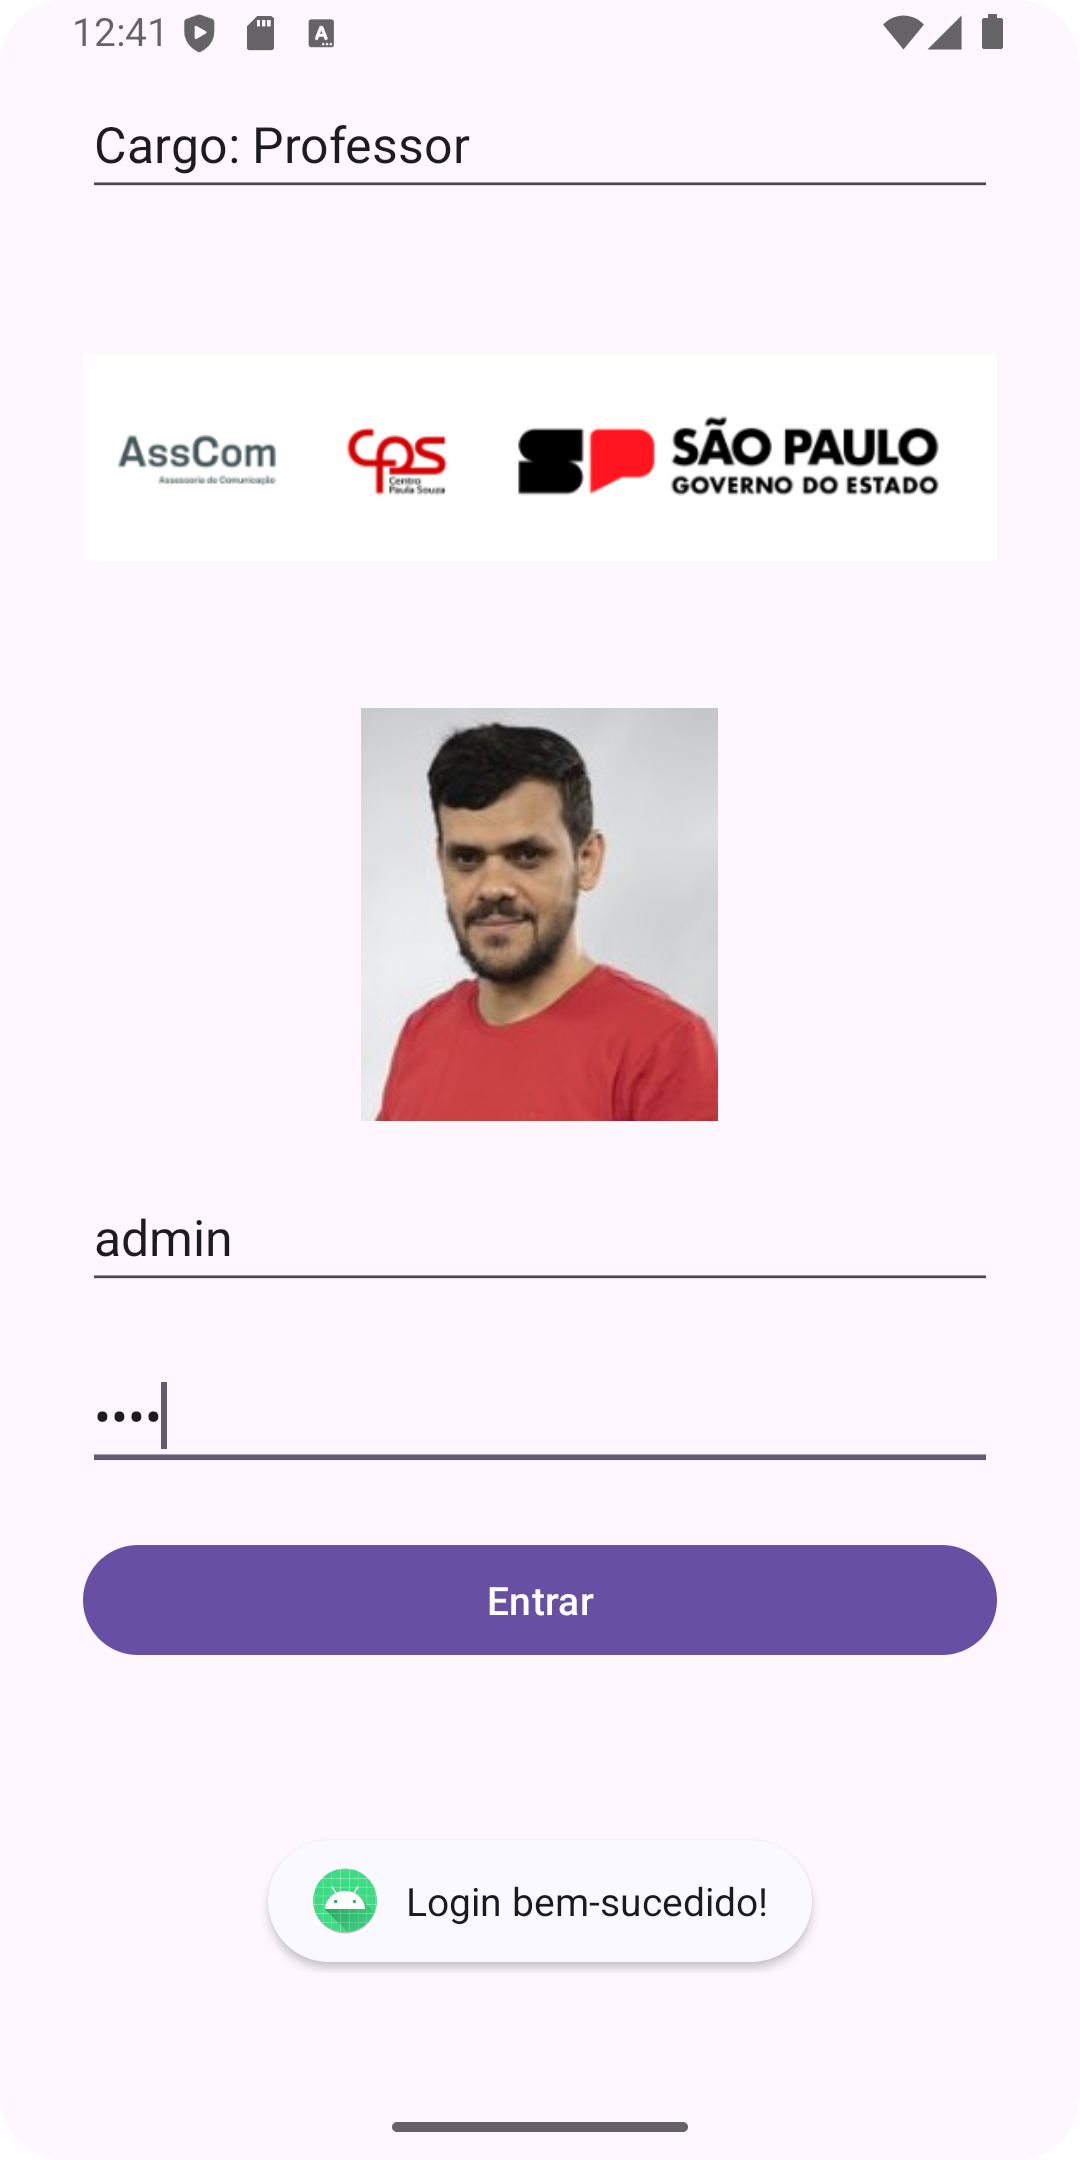 12:41
Cargo: Professor
AssCom
Assessoria de Comunicação
cps
Centro
Paula Souza
SP
SÃO PAULO
GOVERNO DO ESTADO
admin
••••
Entrar
Login bem-sucedido!